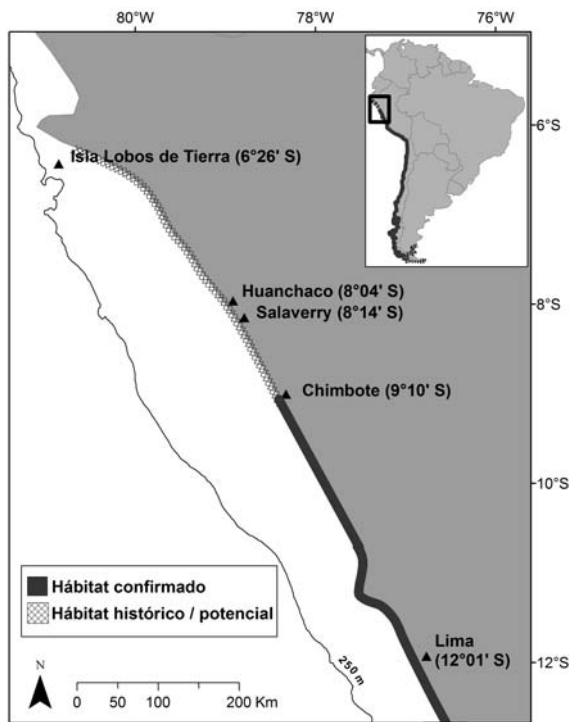 80°W
78°W
76°W
Isla Lobos de Tierra (6°26' S)
6°S
Huanchaco (8°04' S)
Salaverry (8°14' S)
8°S
Chimbote (9°10' S)
10°S
Hábitat confirmado
Hábitat histórico / potencial
Lima
(12°01' S)
12°S
250 m
N
0
50
100
200 Km